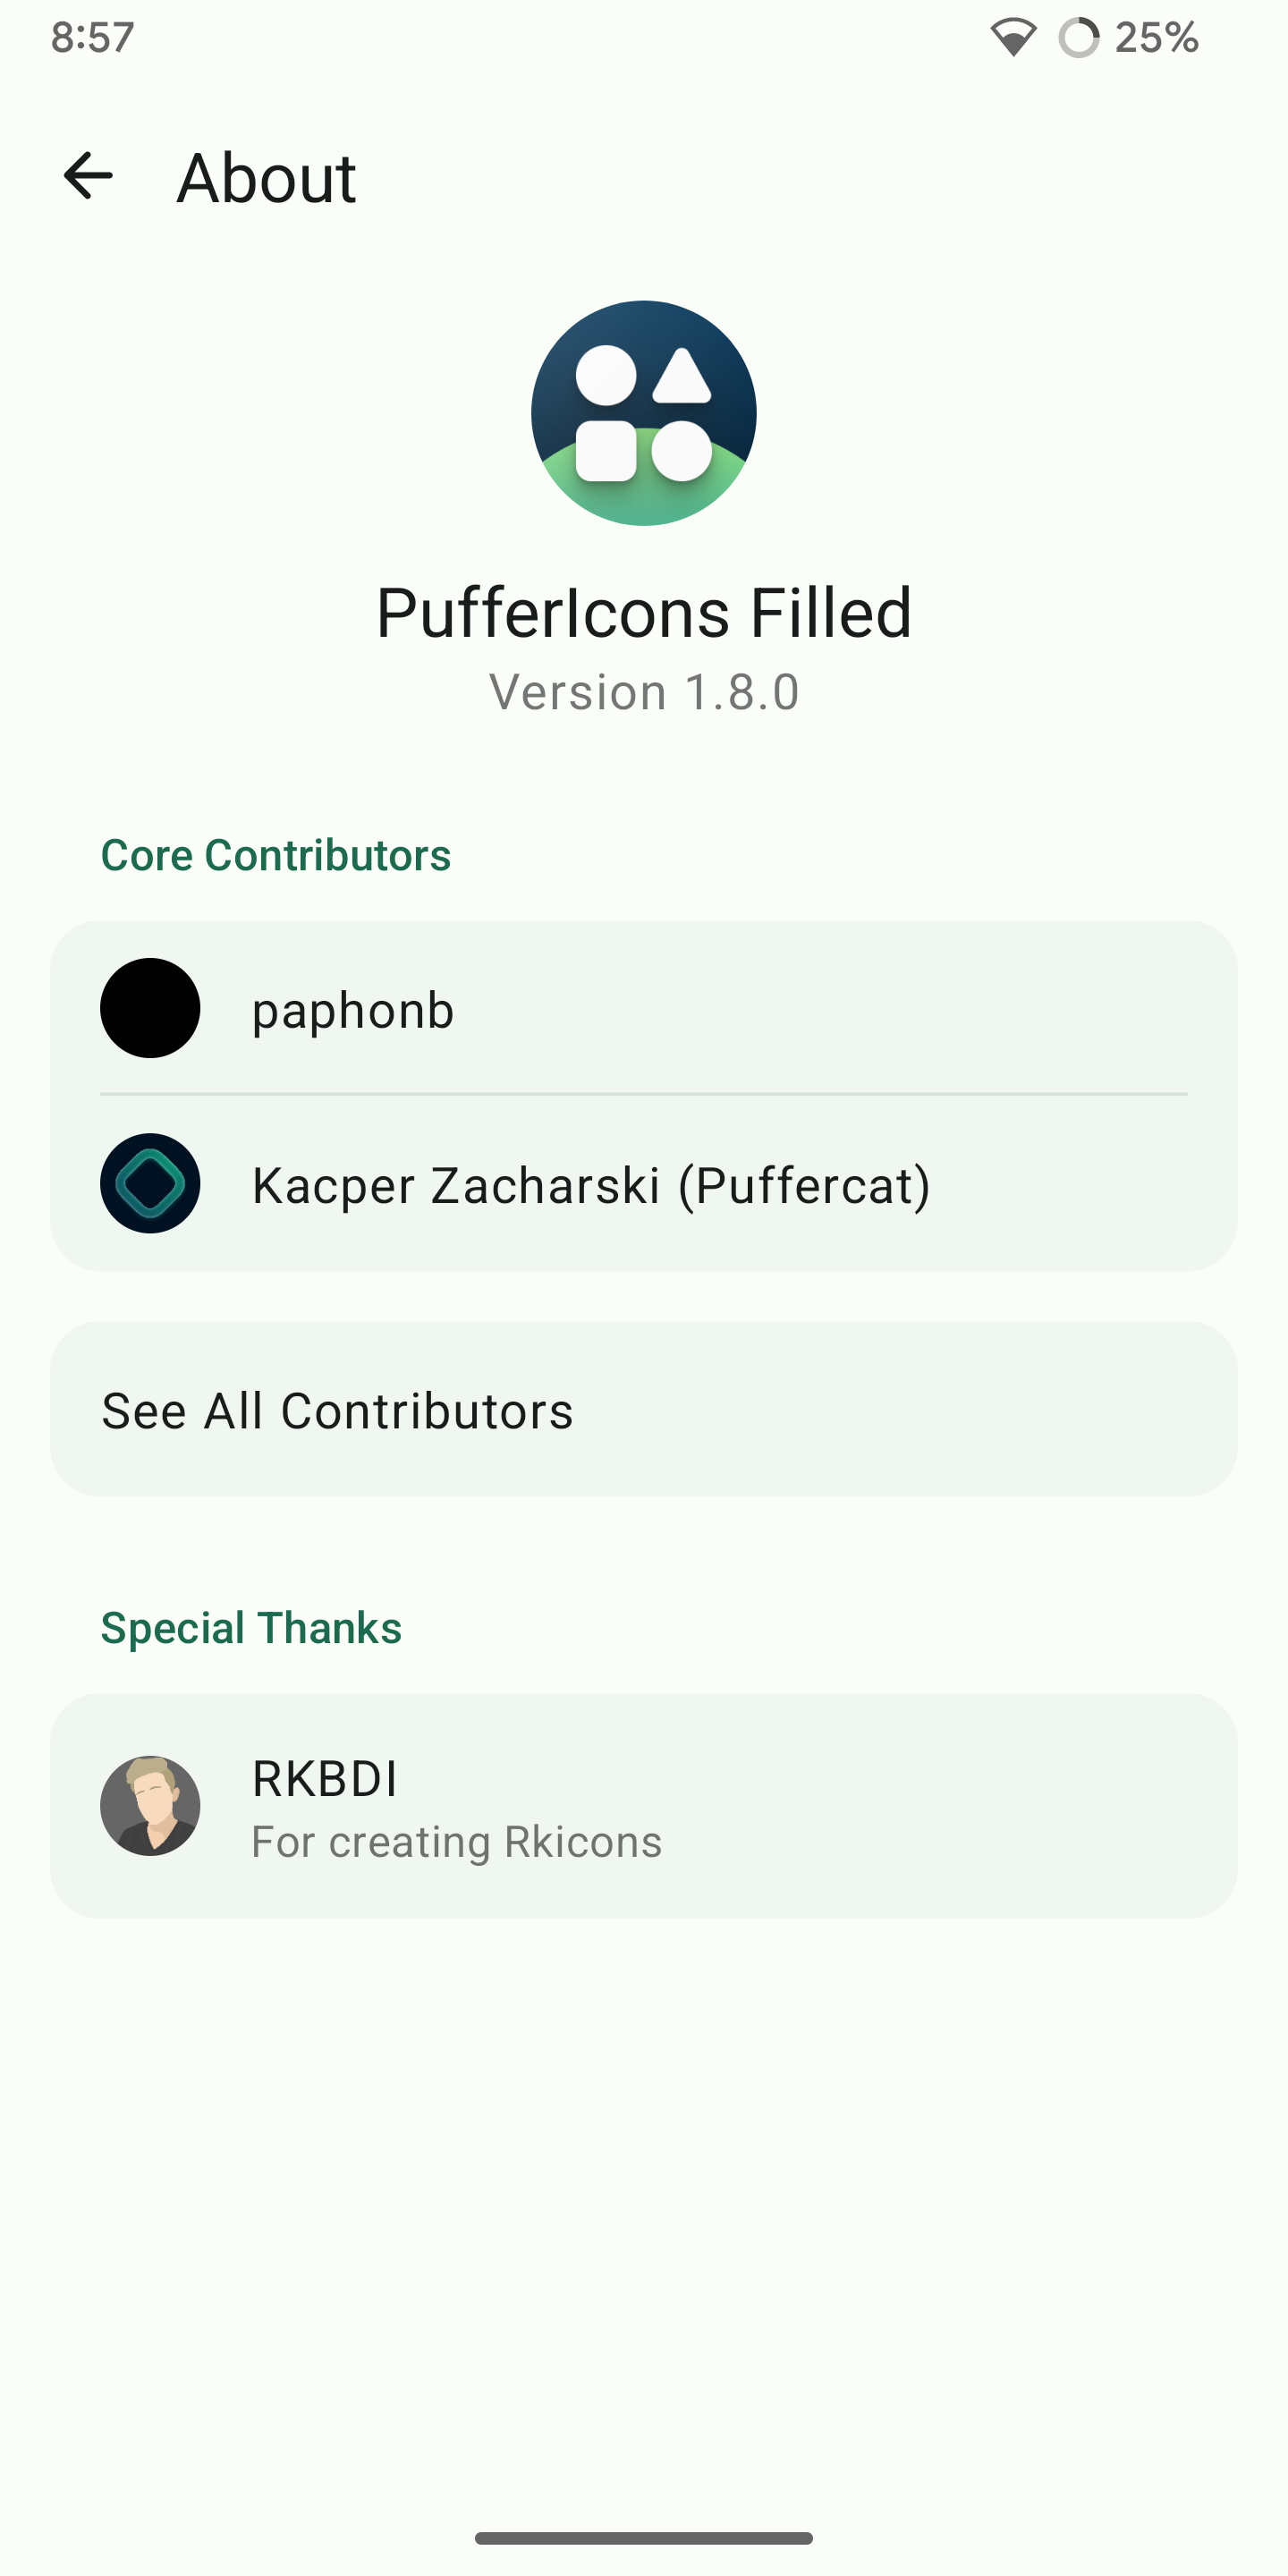 8:57
25%
About
PufferIcons Filled
Version 1.8.0
Core Contributors
paphonb
Kacper Zacharski (Puffercat)
See All Contributors
Special Thanks
RKBDI
For creating Rkicons